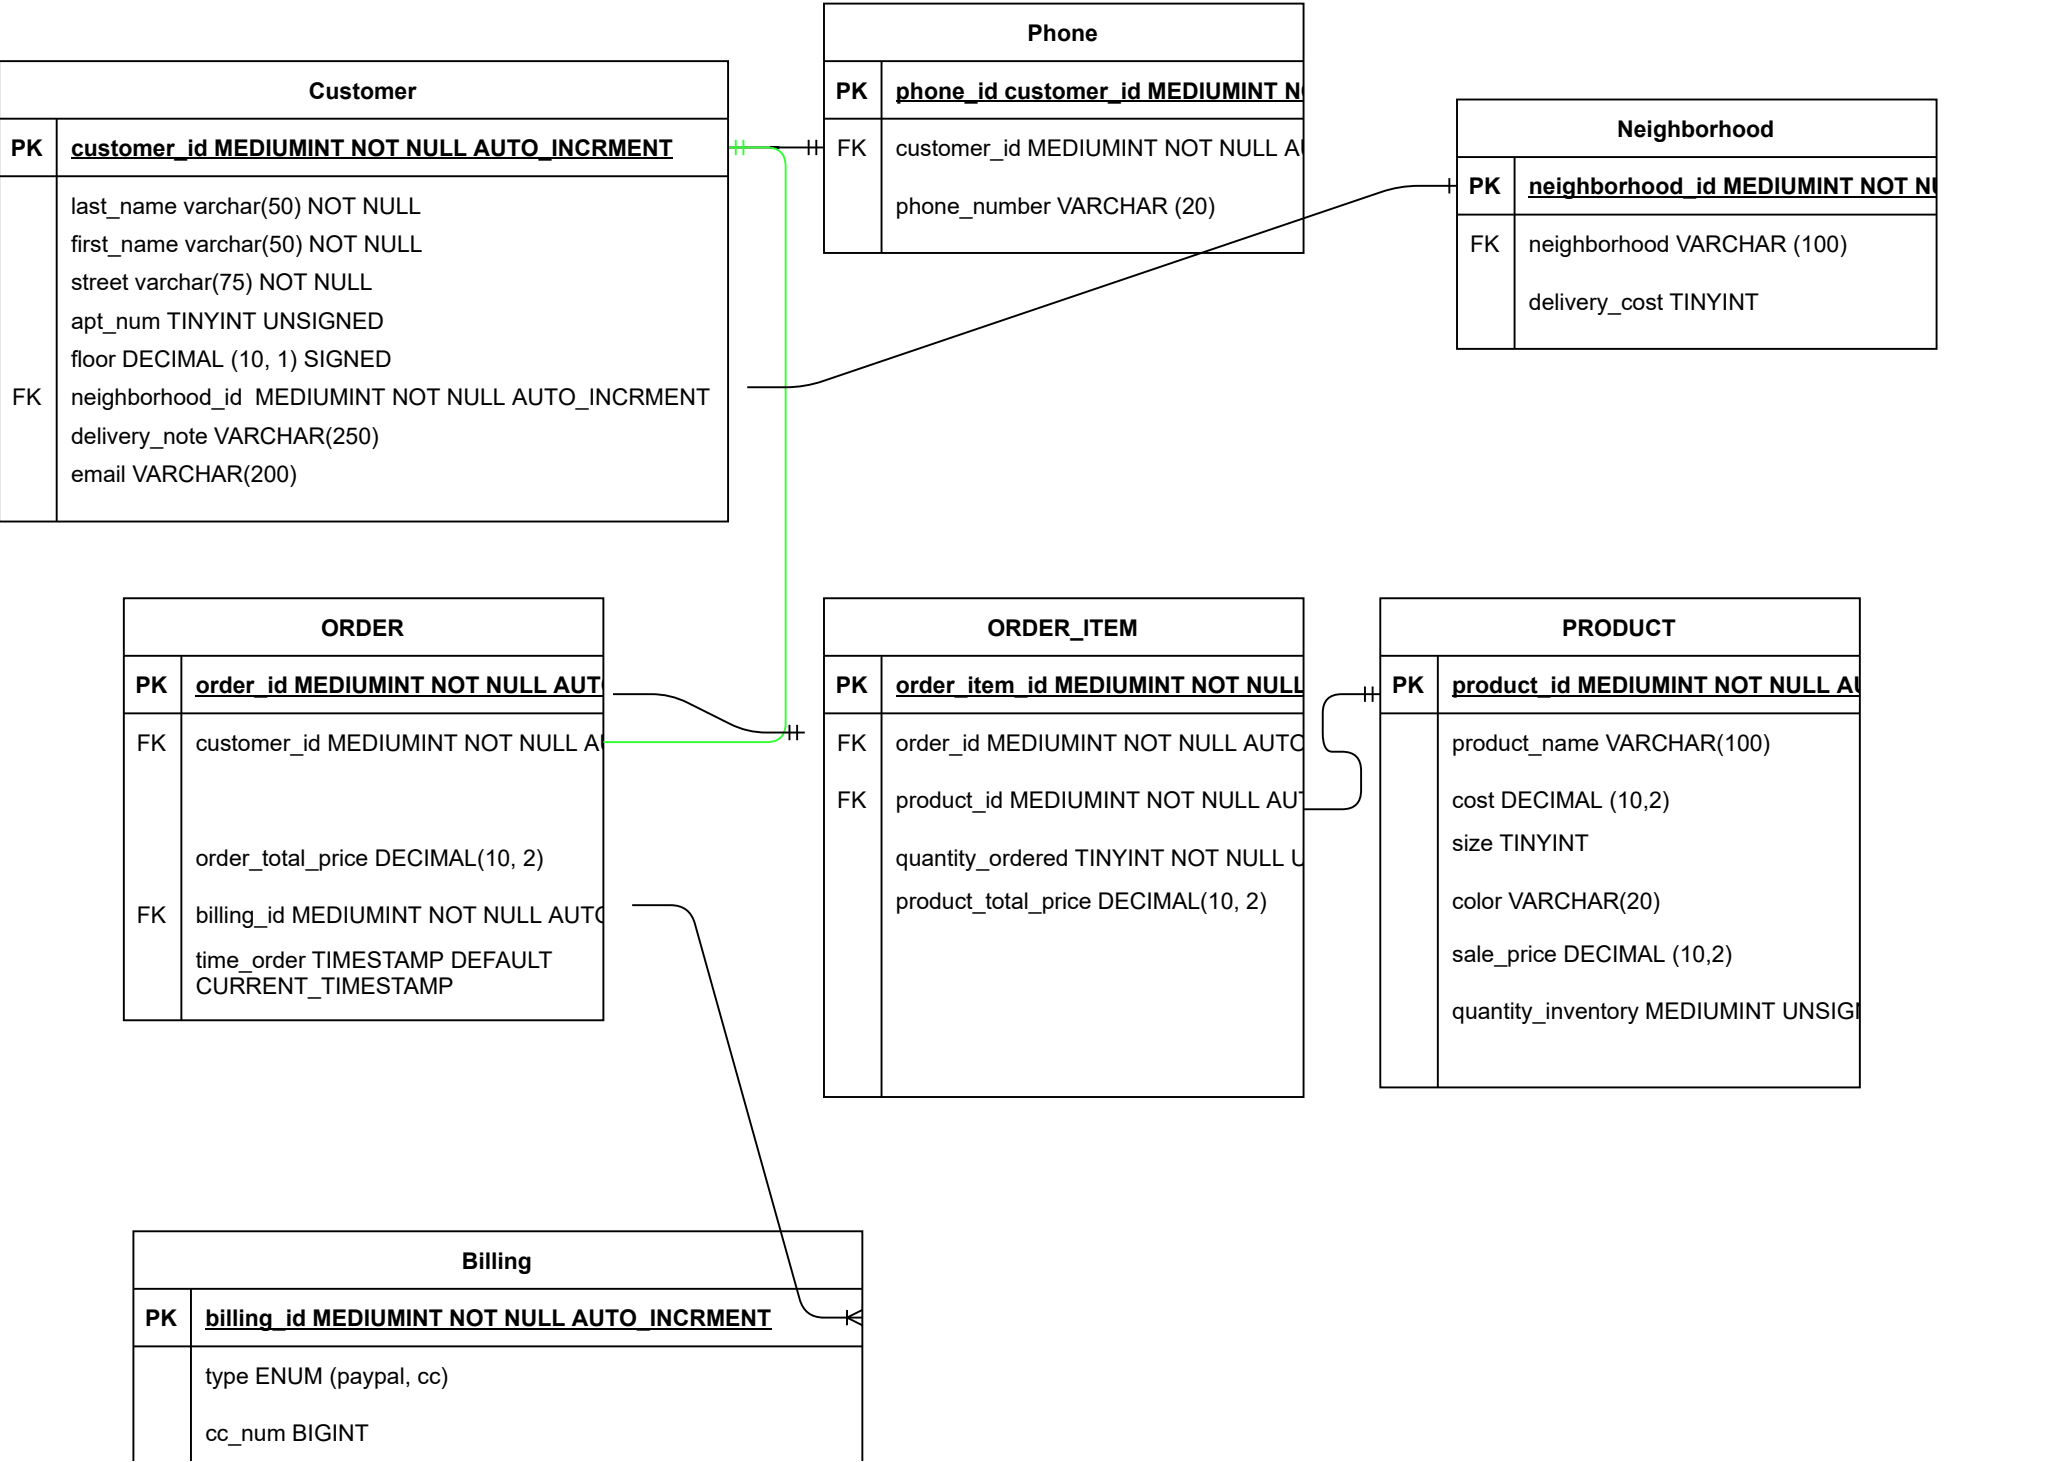 Phone
PK phone_id customer_id MEDIUMINT
FK customer_id MEDIUMINT NOT NULL
phone_number VARCHAR (20)
Customer
PK customer_id MEDIUMINT NOT NULL AUTO_INCRMENT
last_name varchar(50) NOT NULL
first_name varchar(50) NOT NULL
street varchar(75) NOT NULL
apt_num TINYINT UNSIGNED
floor DECIMAL (10, 1) SIGNED
FK neighborhood_id MEDIUMINT NOT NULL AUTO_INCRMENT
delivery_note VARCHAR(250)
email VARCHAR(200)
Neighborhood
PK neighborhood_id MEDIUMINT NOT
FK neighborhood VARCHAR (100)
delivery_cost TINYINT
ORDER
PK order_id MEDIUMINT NOT NULL
FK customer_id MEDIUMINT NOT NULL
order_total_price DECIMAL(10, 2)
FK billing_id MEDIUMINT NOT NULL
time_order TIMESTAMP DEFAULT
CURRENT_TIMESTAMP
ORDER_ITEM
PK order_item_id MEDIUMINT NOT NULL
FK order_id MEDIUMINT NOT NULL
FK product_id MEDIUMINT NOT NULL
quantity_ordered TINYINT NOT NULL
product_total_price DECIMAL(10, 2)
PRODUCT
PK product_id MEDIUMINT NOT NULL
product_name VARCHAR(100)
cost DECIMAL (10,2)
size TINYINT
color VARCHAR(20)
sale_price DECIMAL (10,2)
quantity_inventory MEDIUMINT
Billing
PK billing_id MEDIUMINT NOT NULL AUTO_INCRMENT
type ENUM (paypal, cc)
cc_num BIGINT